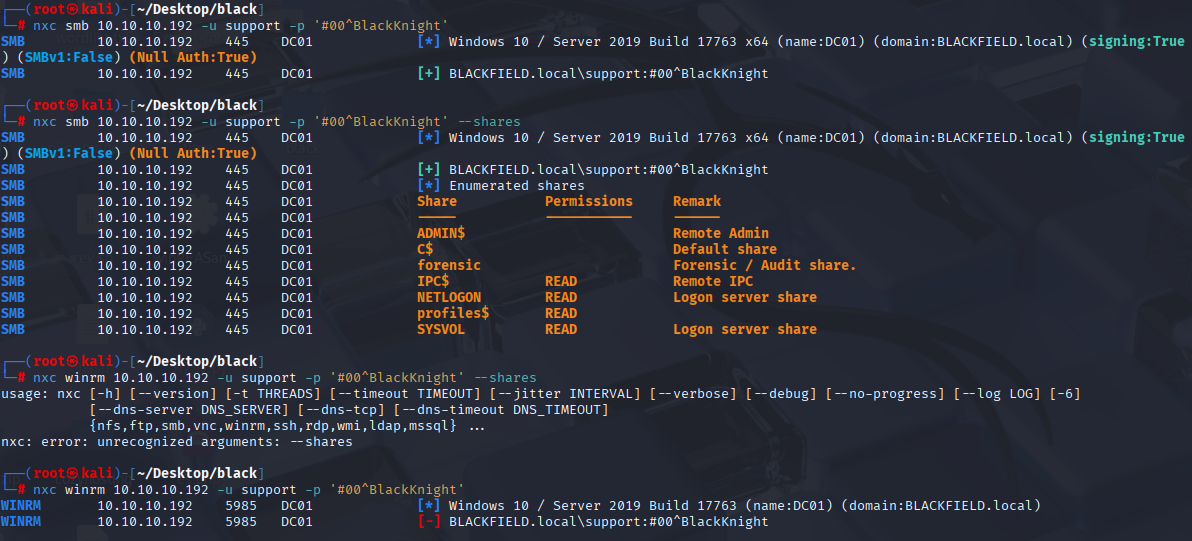 ┌──(root㉿kali)-[~/Desktop/black]
└─# nxc smb 10.10.10.192 -u support -p '#00^BlackKnight'
SMB         10.10.10.192    445    DC01             [*] Windows 10 / Server 2019 Build 17763 x64 (name:DC01) (domain:BLACKFIELD.local) (signing:True
) (SMBv1:False) (Null Auth:True)
SMB         10.10.10.192    445    DC01             [+] BLACKFIELD.local\support:#00^BlackKnight
┌──(root㉿kali)-[~/Desktop/black]
└─# nxc smb 10.10.10.192 -u support -p '#00^BlackKnight' --shares
SMB         10.10.10.192    445    DC01             [*] Windows 10 / Server 2019 Build 17763 x64 (name:DC01) (domain:BLACKFIELD.local) (signing:True
) (SMBv1:False) (Null Auth:True)
SMB         10.10.10.192    445    DC01             [+] BLACKFIELD.local\support:#00^BlackKnight
SMB         10.10.10.192    445    DC01             [*] Enumerated shares
SMB         10.10.10.192    445    DC01             Share           Permissions     Remark
SMB         10.10.10.192    445    DC01             -----           -----------     ------
SMB         10.10.10.192    445    DC01             ADMIN$                          Remote Admin
SMB         10.10.10.192    445    DC01             C$                              Default share
SMB         10.10.10.192    445    DC01             forensic                        Forensic / Audit share.
SMB         10.10.10.192    445    DC01             IPC$            READ            Remote IPC
SMB         10.10.10.192    445    DC01             NETLOGON        READ            Logon server share
SMB         10.10.10.192    445    DC01             profiles$       READ
SMB         10.10.10.192    445    DC01             SYSVOL          READ            Logon server share
┌──(root㉿kali)-[~/Desktop/black]
└─# nxc winrm 10.10.10.192 -u support -p '#00^BlackKnight' --shares
usage: nxc [-h] [--version] [-t THREADS] [--timeout TIMEOUT] [--jitter INTERVAL] [--verbose] [--debug] [--no-progress] [--log LOG] [-6]
           [--dns-server DNS_SERVER] [--dns-tcp] [--dns-timeout DNS_TIMEOUT]
           {nfs,ftp,smb,vnc,winrm,ssh,rdp,wmi,ldap,mssql} ...
nxc: error: unrecognized arguments: --shares
┌──(root㉿kali)-[~/Desktop/black]
└─# nxc winrm 10.10.10.192 -u support -p '#00^BlackKnight'
WINRM       10.10.10.192    5985   DC01             [*] Windows 10 / Server 2019 Build 17763 (name:DC01) (domain:BLACKFIELD.local)
WINRM       10.10.10.192    5985   DC01             [-] BLACKFIELD.local\support:#00^BlackKnight